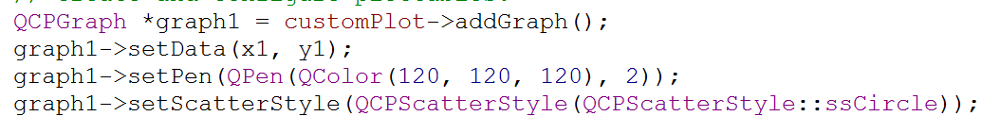 QCPGraph *graph1 = customPlot->addGraph();
graph1->setData(x1, y1);
graph1->setPen(QPen(QColor(120, 120, 120), 2));
graph1->setScatterStyle(QCPScatterStyle(QCPScatterStyle::ssCircle));